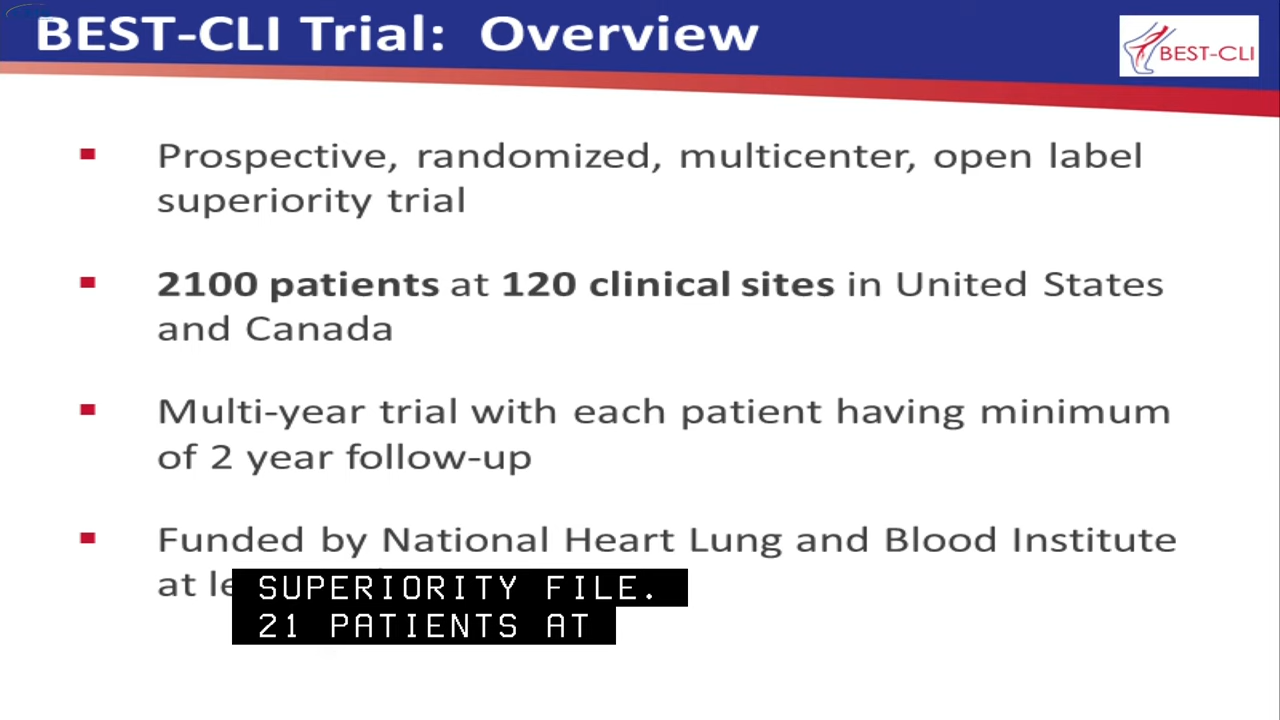 BEST-CLI Trial: Overview
BEST-CLI
Prospective, randomized, multicenter, open label
superiority trial
2100 patients at 120 clinical sites in United States
and Canada
Multi-year trial with each patient having minimum
of 2 year follow-up
Funded by National Heart Lung and Blood Institute
at
SUPERIORITY FILE.
21 PATIENTS AT